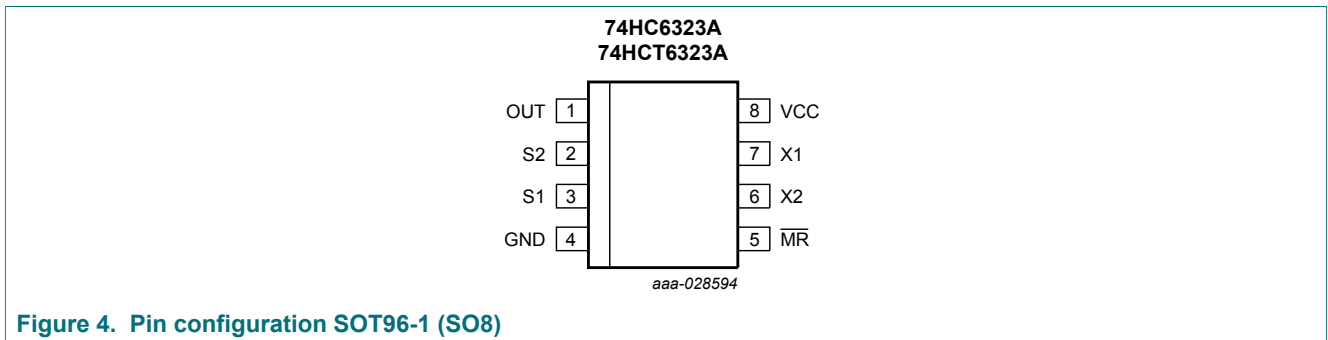 74HC6323A
74HCT6323A
OUT 1
8 VCC
S2 2
7 X1
S1 3
6 X2
GND 4
5 M̅R̅
aaa-028594
Figure 4. Pin configuration SOT96-1 (SO8)